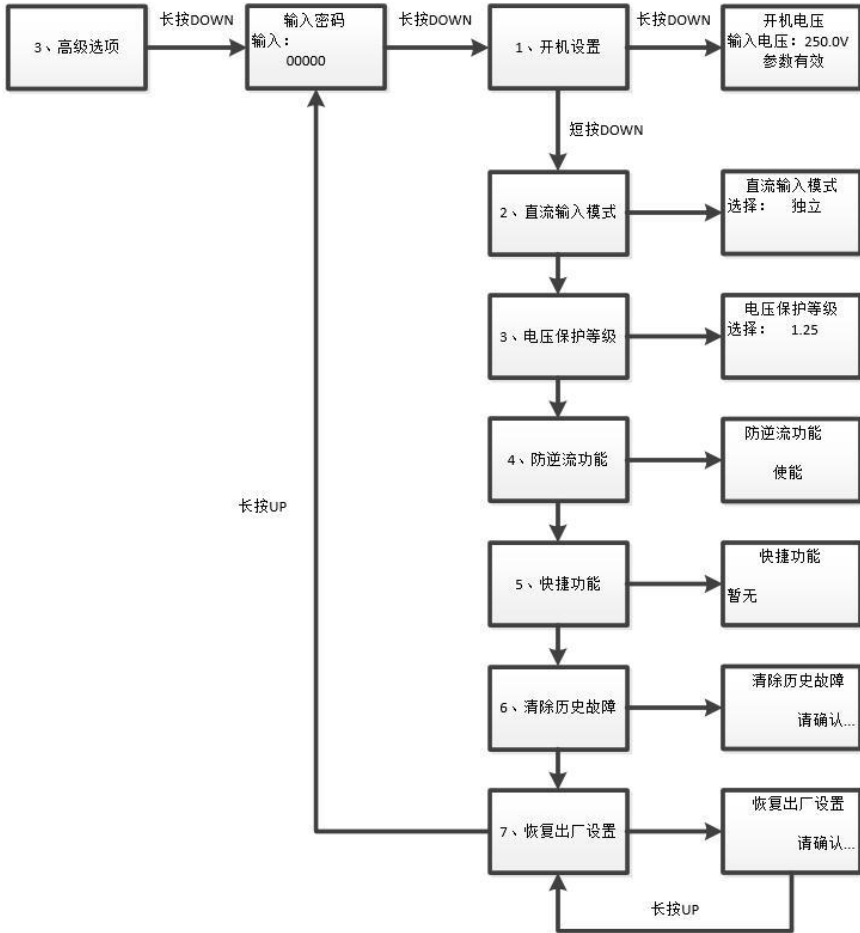 长按DOWN
长按DOWN
长按DOWN
3、高级选项
输入密码
输入:
00000
1、开机设置
开机电压
输入电压:250.0V
参数有效
短按DOWN
2、直流输入模式
直流输入模式
选择: 独立
3、电压保护等级
电压保护等级
选择: 1.25
4、防逆流功能
防逆流功能
使能
长按UP
5、快捷功能
快捷功能
暂无
6、清除历史故障
清除历史故障
请确认...
7、恢复出厂设置
恢复出厂设置
请确认...
长按UP